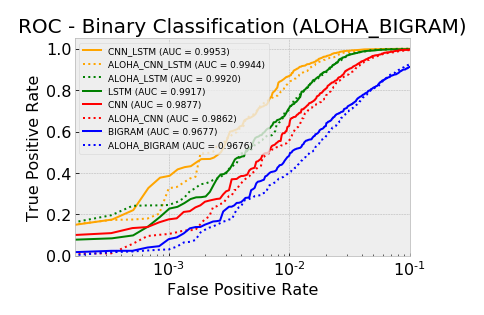 ROC - Binary Classification (ALOHA_BIGRAM)
CNN_LSTM (AUC = 0.9953)
ALOHA_CNN_LSTM (AUC = 0.9944)
ALOHA_LSTM (AUC = 0.9920)
LSTM (AUC = 0.9917)
CNN (AUC = 0.9877)
ALOHA_CNN (AUC = 0.9862)
BIGRAM (AUC = 0.9677)
ALOHA_BIGRAM (AUC = 0.9676)
True Positive Rate
1.0
0.8
0.6
0.4
0.2
0.0
10⁻³ 10⁻² 10⁻¹
False Positive Rate